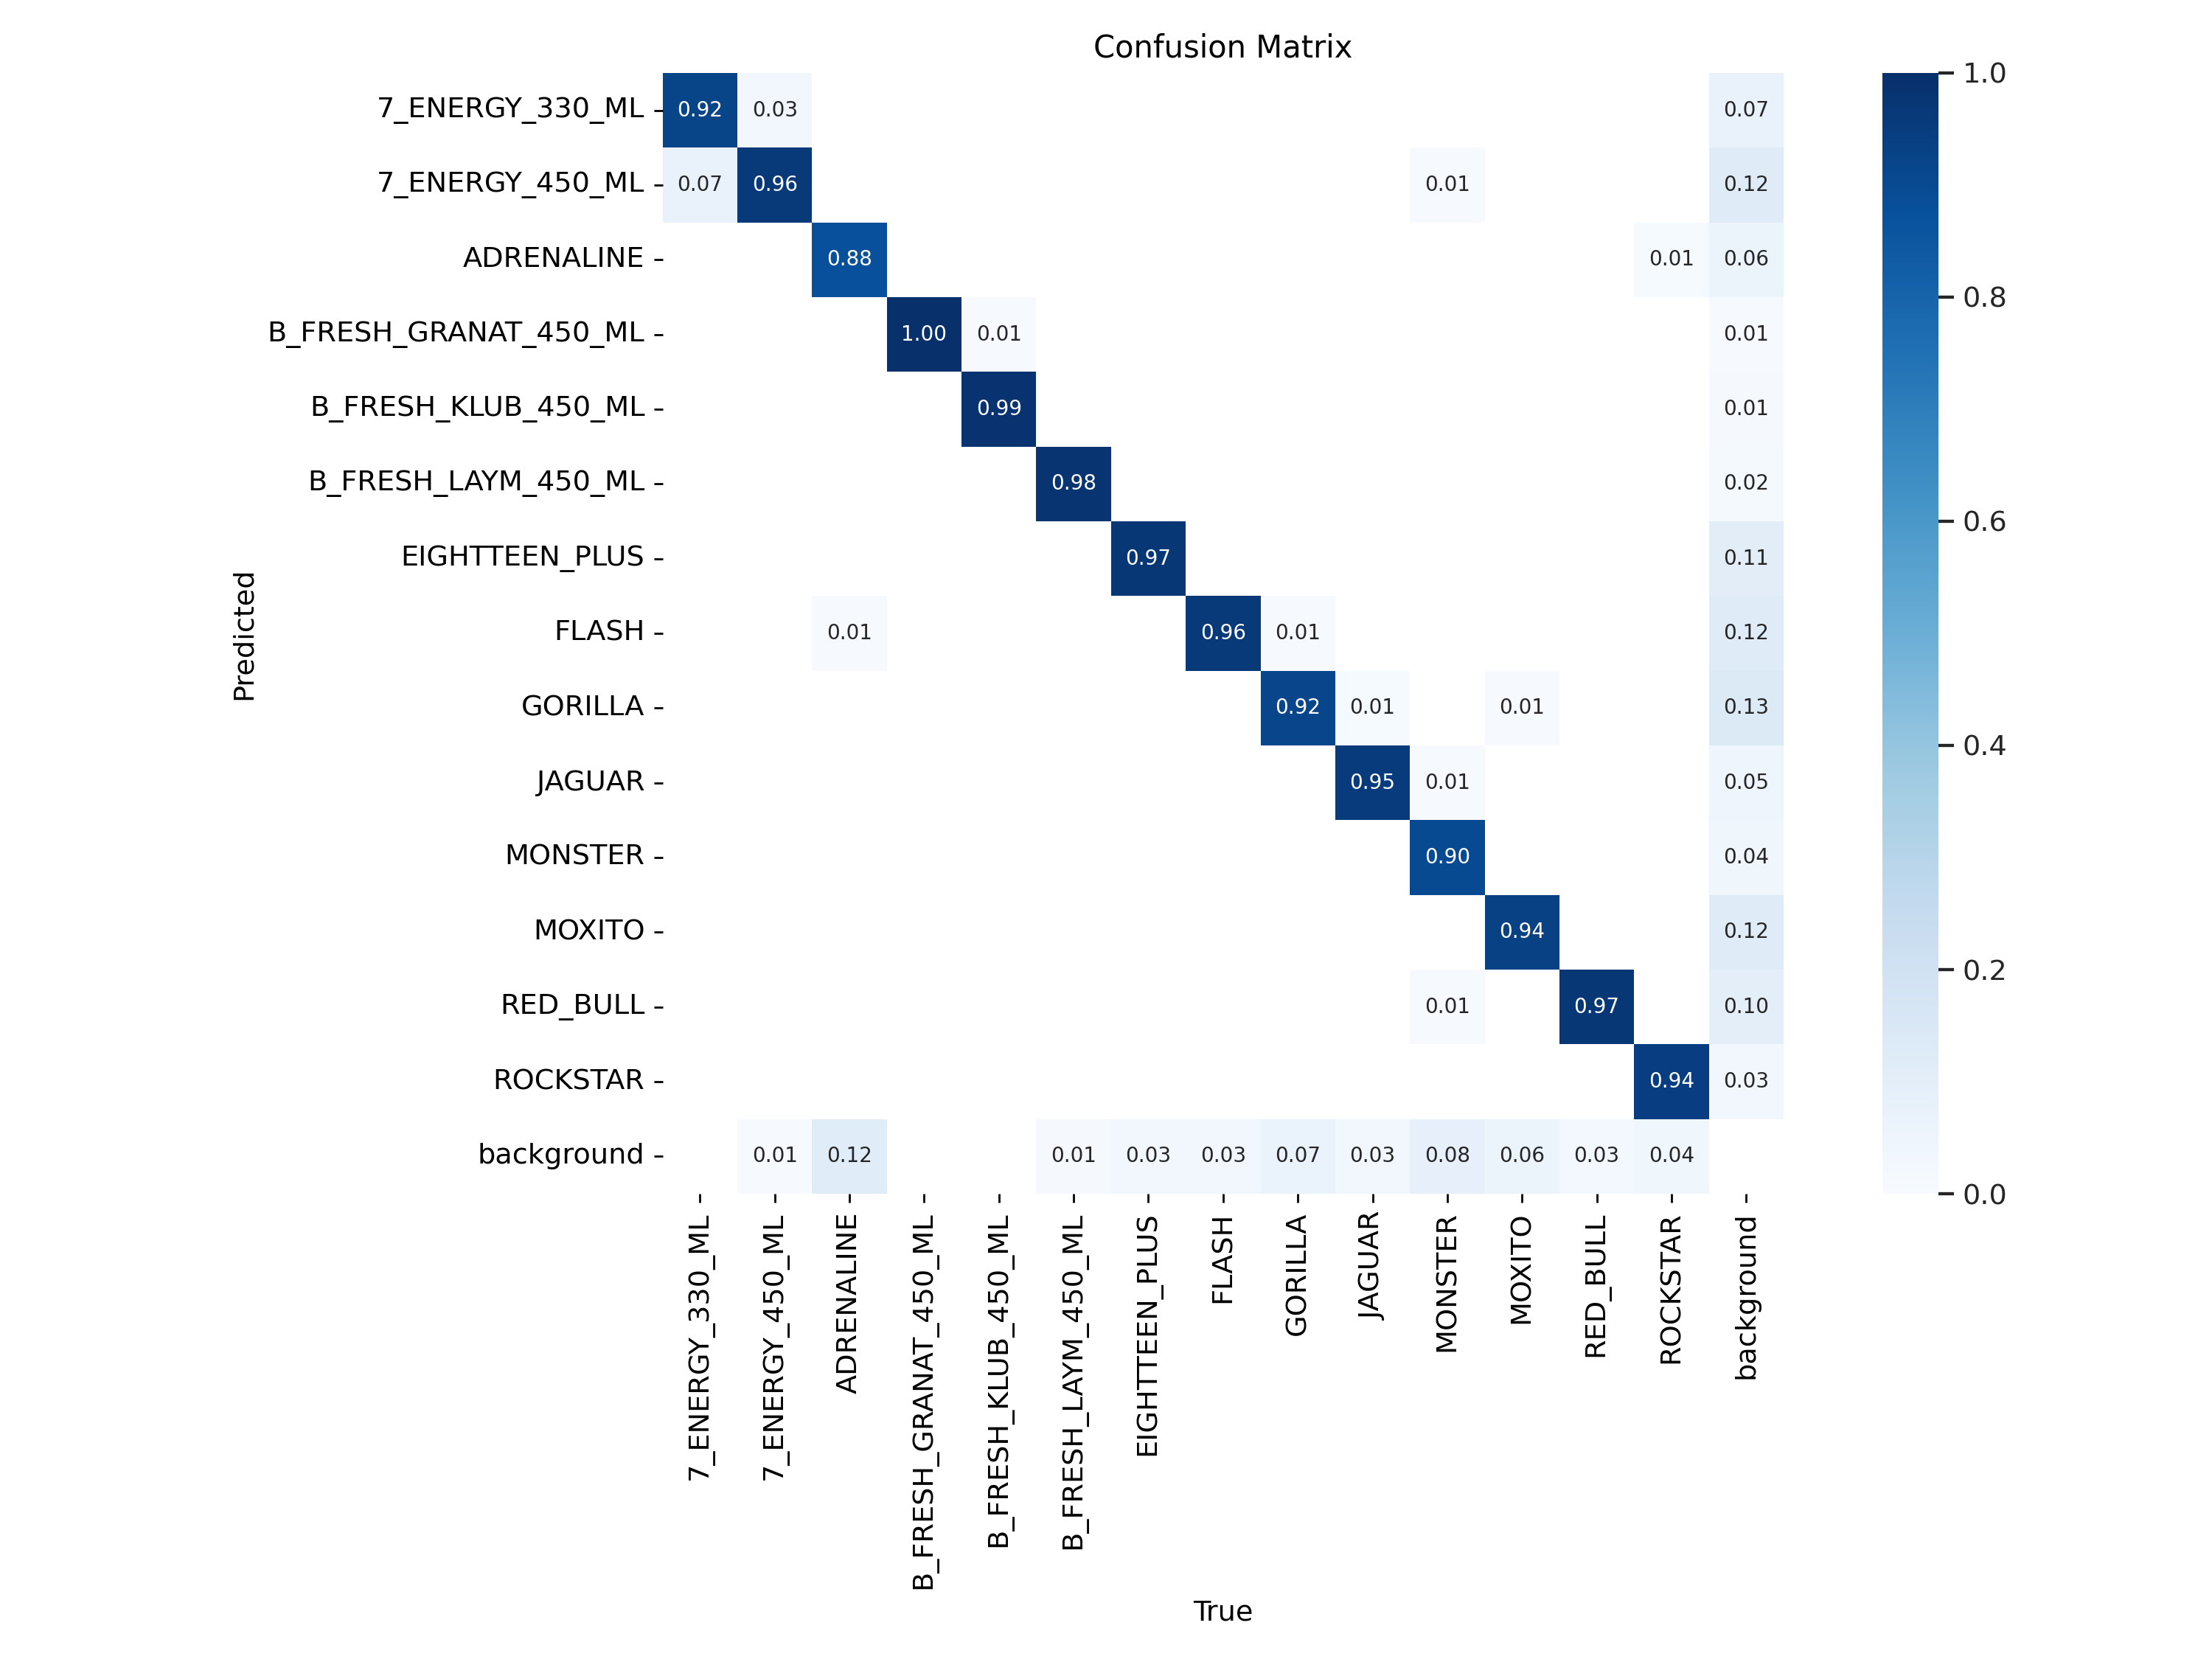 Confusion Matrix
7_ENERGY_330_ML 0.92 0.03 0.07
7_ENERGY_450_ML 0.07 0.96 0.01 0.12
ADRENALINE 0.88 0.01 0.06
B_FRESH_GRANAT_450_ML 1.00 0.01 0.01
B_FRESH_KLUB_450_ML 0.99 0.01
B_FRESH_LAYM_450_ML 0.98 0.02
EIGHTTEEN_PLUS 0.97 0.11
FLASH 0.01 0.96 0.01 0.12
GORILLA 0.92 0.01 0.01 0.13
JAGUAR 0.95 0.01 0.05
MONSTER 0.90 0.04
MOXITO 0.94 0.12
RED_BULL 0.01 0.97 0.10
ROCKSTAR 0.94 0.03
background 0.01 0.12 0.01 0.03 0.03 0.07 0.03 0.08 0.06 0.03 0.04
Predicted
7_ENERGY_330_ML
7_ENERGY_450_ML
ADRENALINE
B_FRESH_GRANAT_450_ML
B_FRESH_KLUB_450_ML
B_FRESH_LAYM_450_ML
EIGHTTEEN_PLUS
FLASH
GORILLA
JAGUAR
MONSTER
MOXITO
RED_BULL
ROCKSTAR
background
True
1.0
0.8
0.6
0.4
0.2
0.0